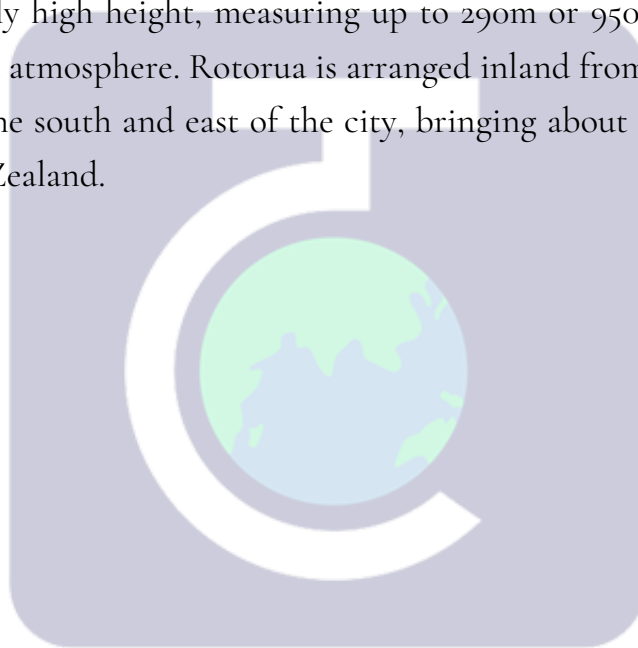 high height, measuring up to 290m or 950
atmosphere. Rotorua is arranged inland from
south and east of the city, bringing about
Zealand.